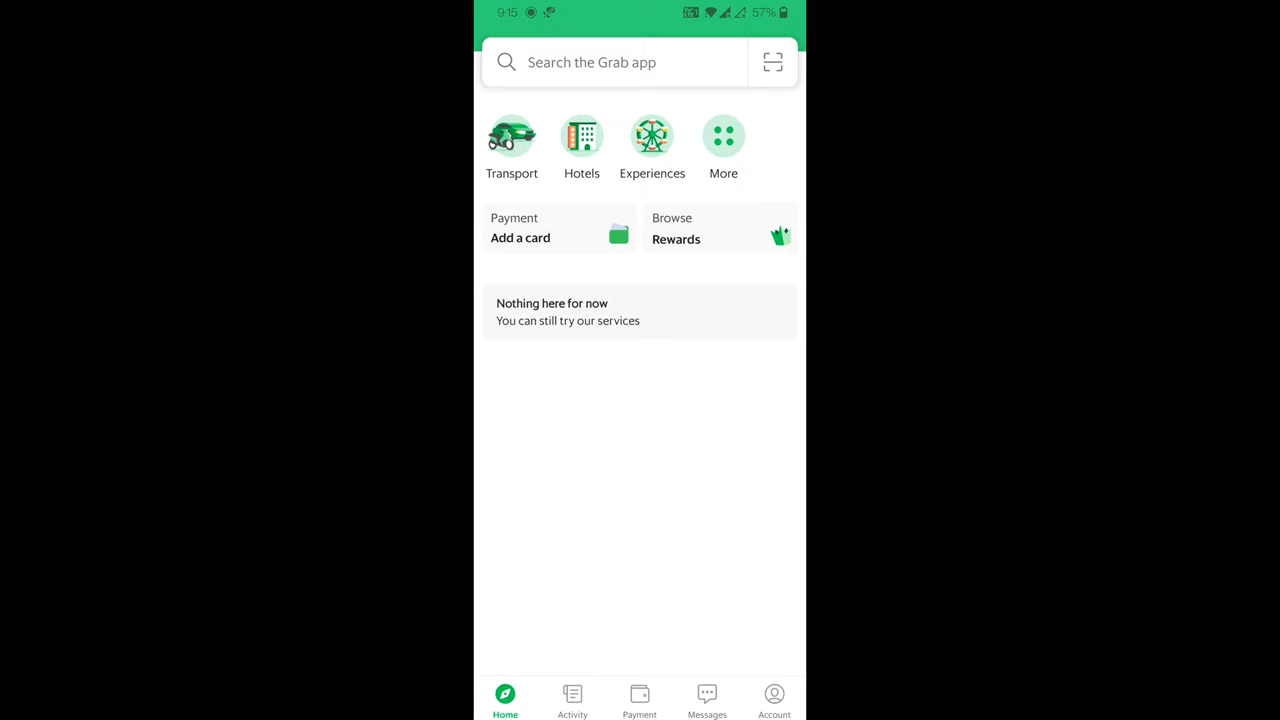 9:15 57%
Search the Grab app
Transport Hotels Experiences More
Payment
Add a card
Browse
Rewards
Nothing here for now
You can still try our services
Home Activity Payment Messages Account